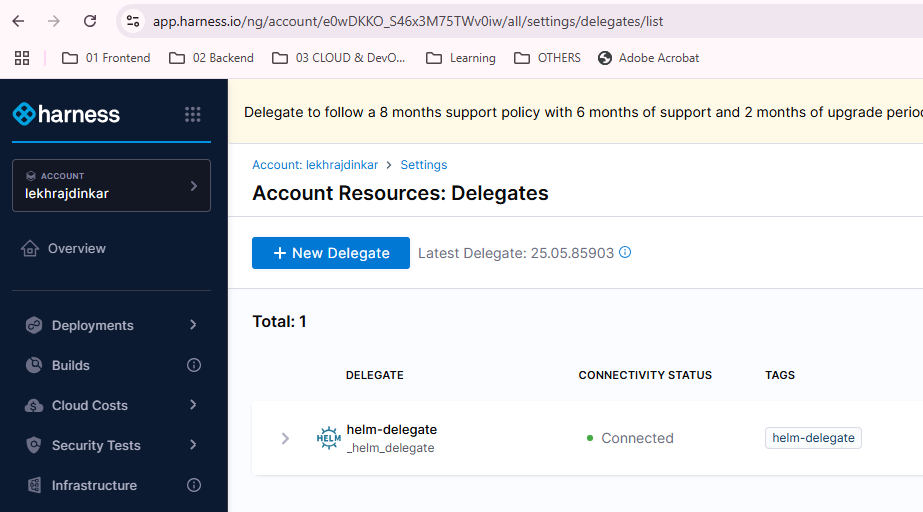 app.harness.io/ng/account/e0wDKKO_S46x3M75TWv0iw/all/settings/delegates/list
01 Frontend 02 Backend 03 CLOUD & DevO... Learning OTHERS Adobe Acrobat
harness
Delegate to follow a 8 months support policy with 6 months of support and 2 months of upgrade perio
ACCOUNT
lekhrajdinkar
Account: lekhrajdinkar > Settings
Account Resources: Delegates
Overview
+ New Delegate Latest Delegate: 25.05.85903
Total: 1
Deployments
Builds
Cloud Costs
Security Tests
Infrastructure
DELEGATE CONNECTIVITY STATUS TAGS
HELM helm-delegate Connected helm-delegate
_helm_delegate